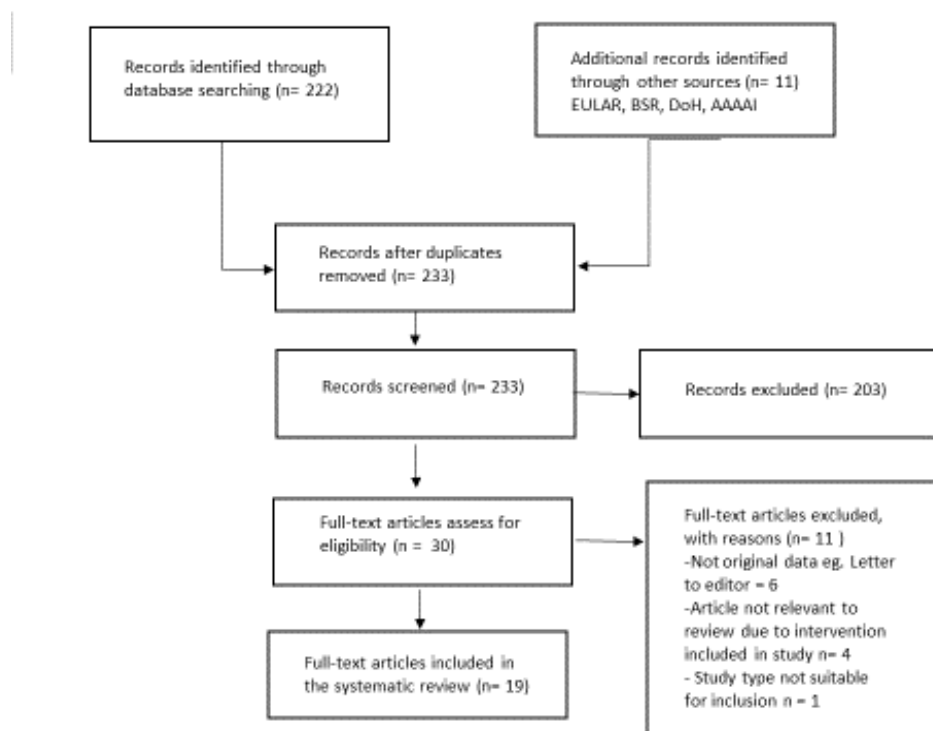 Records identified through
database searching (n= 222)
Additional records identified
through other sources (n= 11)
EULAR, BSR, DoH, AAAAI
Records after duplicates
removed (n= 233)
Records screened (n= 233)
Records excluded (n= 203)
Full-text articles assess for
eligibility (n = 30)
Full-text articles excluded,
with reasons (n= 11 )
-Not original data eg. Letter
to editor = 6
-Article not relevant to
review due to intervention
included in study n= 4
- Study type not suitable
for inclusion n = 1
Full-text articles included in
the systematic review (n= 19)